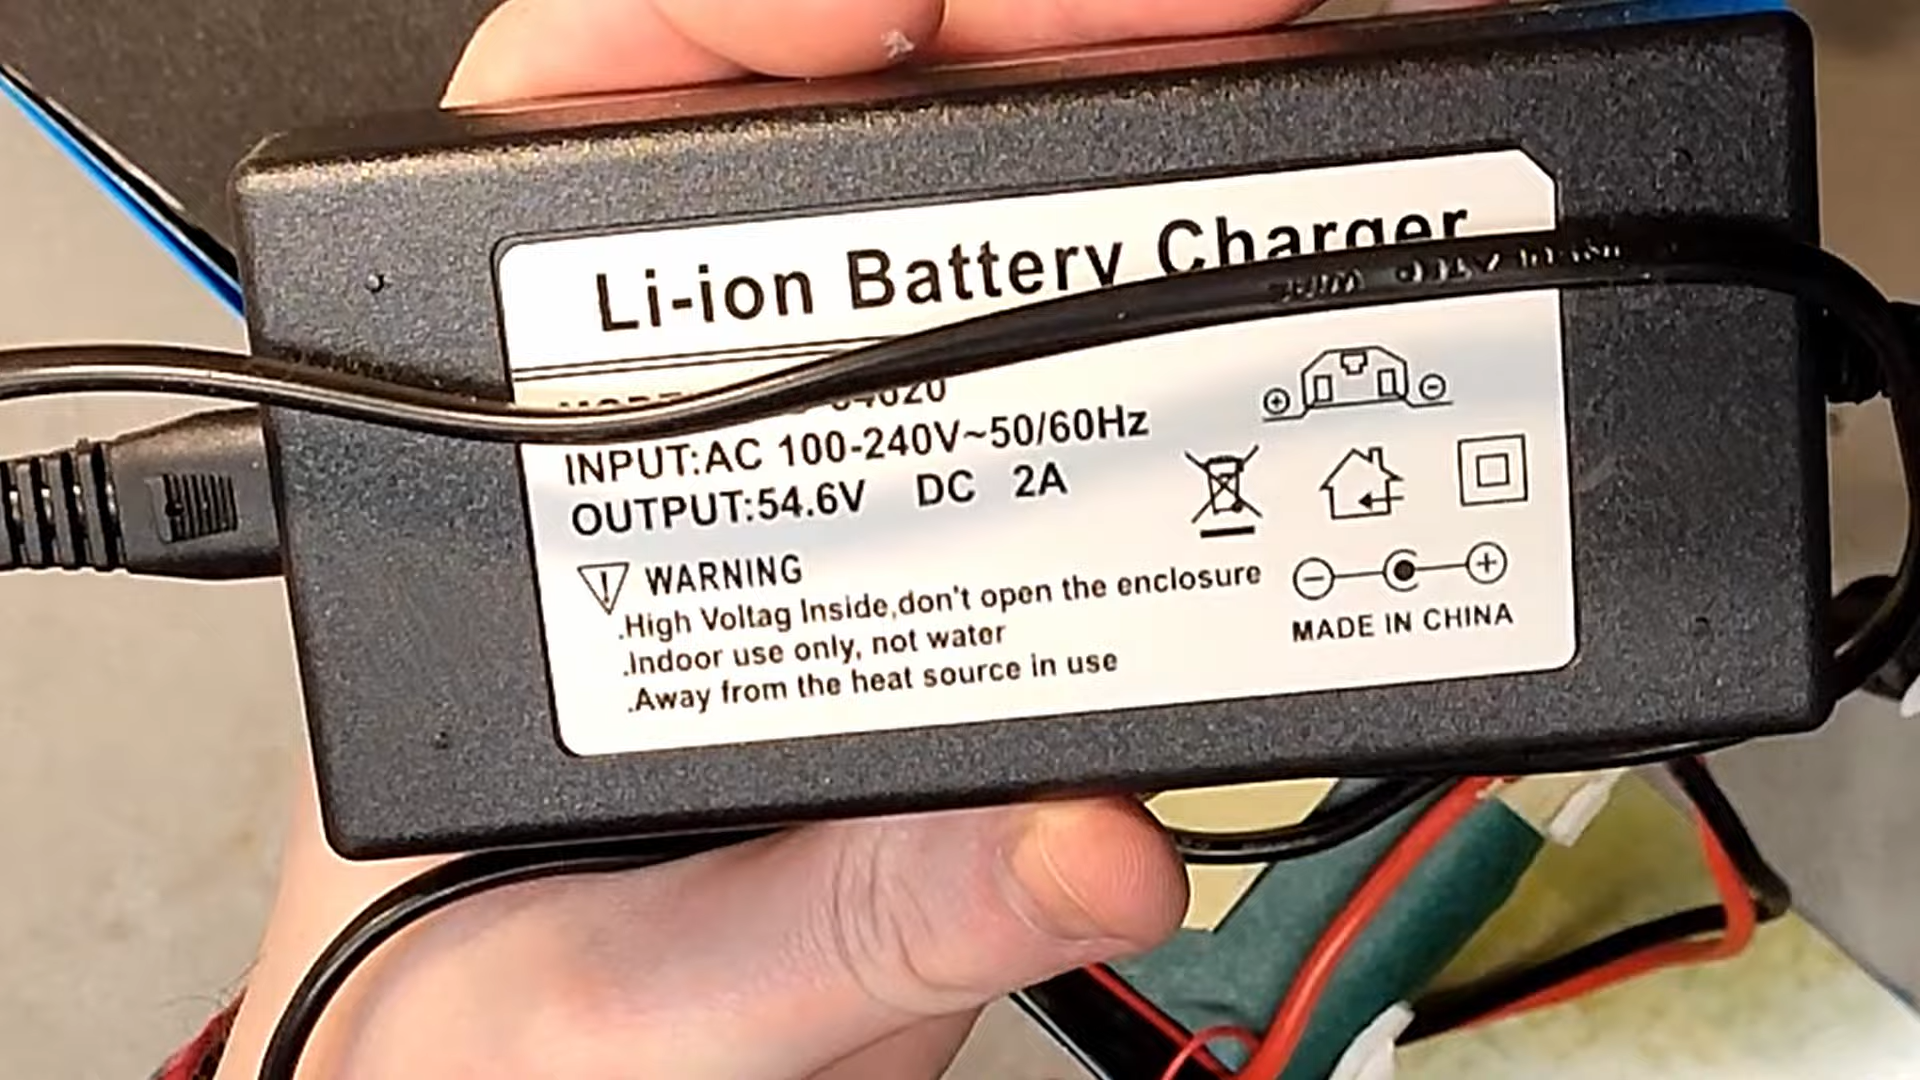 Li-ion Battery Charger
INPUT:AC 100-240V~50/60Hz
OUTPUT:54.6V DC 2A
WARNING
.High Voltag Inside,don't open the enclosure
.Indoor use only, not water
.Away from the heat source in use
MADE IN CHINA